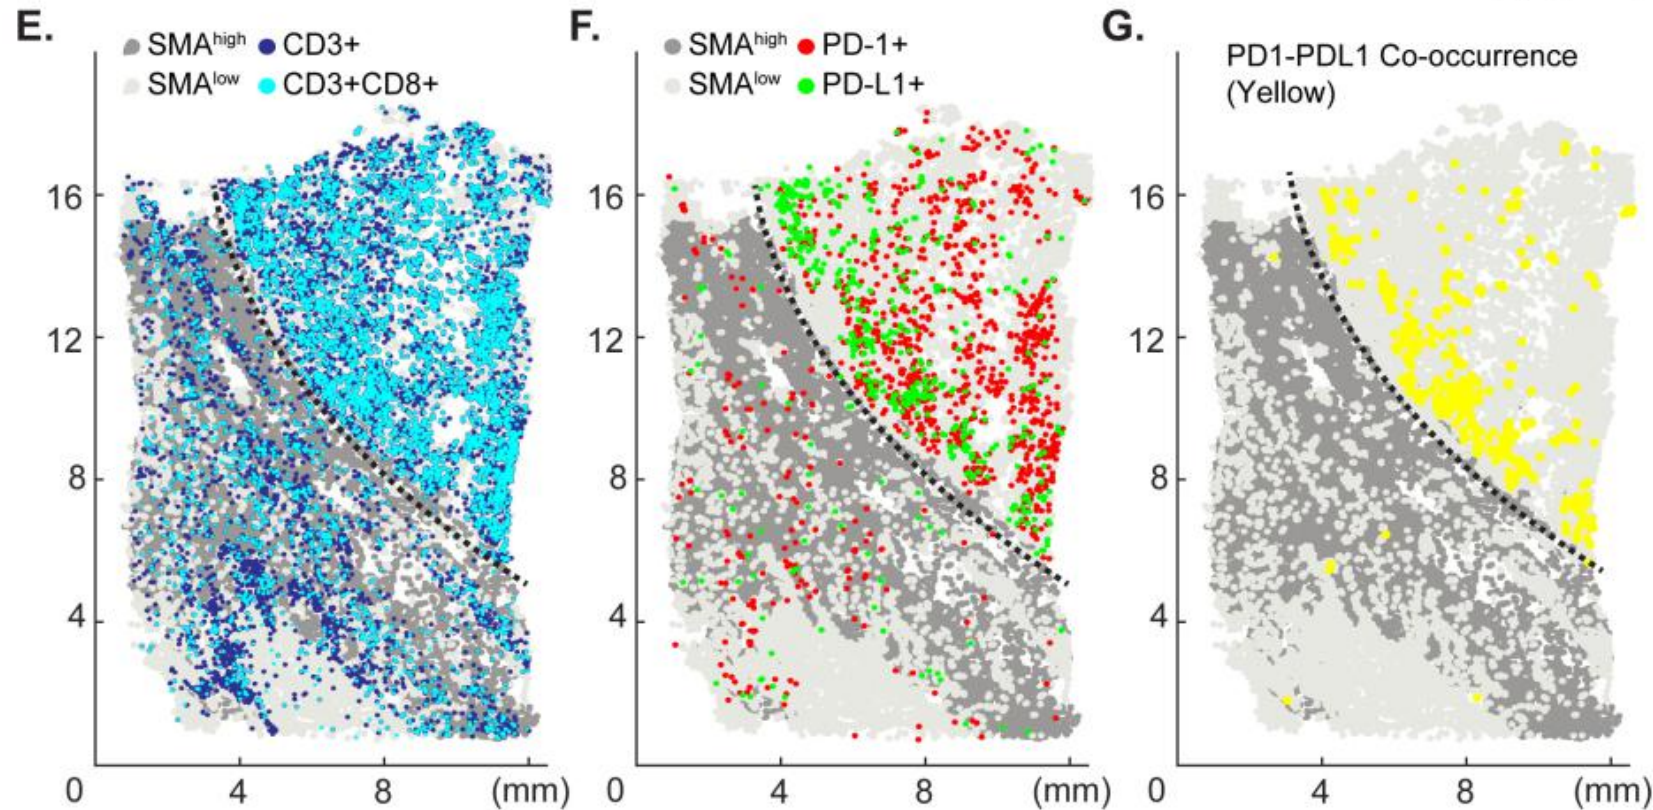 E.
SMAhigh CD3+
SMAlow CD3+CD8+
16
12
8
4
0 4 8 (mm)
F.
SMAhigh PD-1+
SMAlow PD-L1+
16
12
8
4
0 4 8 (mm)
G.
PD1-PDL1 Co-occurrence
(Yellow)
16
12
8
4
0 4 8 (mm)